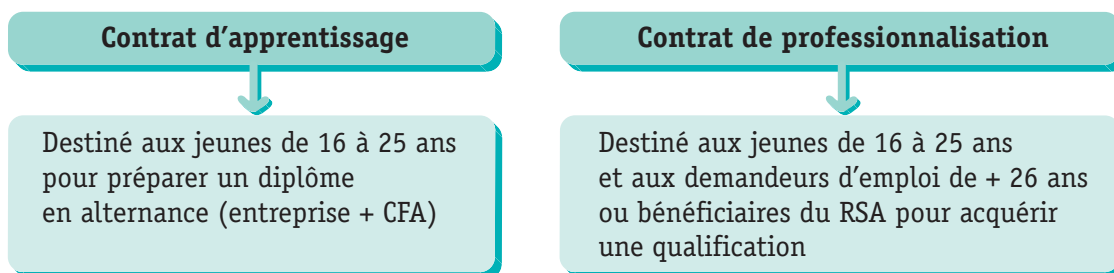 Contrat d'apprentissage
Destiné aux jeunes de 16 à 25 ans
pour préparer un diplôme
en alternance (entreprise + CFA)
Contrat de professionnalisation
Destiné aux jeunes de 16 à 25 ans
et aux demandeurs d'emploi de + 26 ans
ou bénéficiaires du RSA pour acquérir
une qualification